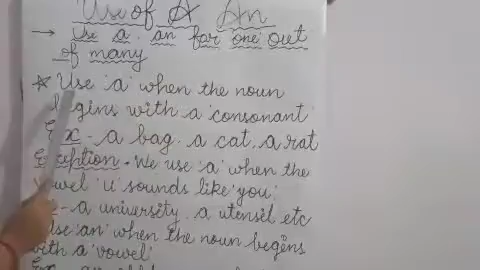 Use of A An
→ Use a, an for one out
of many
* Use 'a' when the noun
begins with a 'consonant'
Ex - a bag, a cat, a rat
Exception - We use 'a' when the
vowel 'u' sounds like 'you'
a university, a utensil etc
Use 'an' when the noun begins
with a 'vowel'